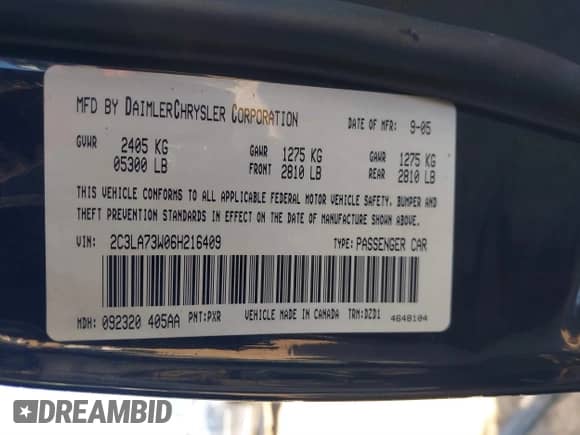 MFD BY DAIMLERCHRYSLER CORPORATION DATE OF MFR: 9-05
GVWR 2405 KG 05300 LB GAWR FRONT 1275 KG 2810 LB GAWR REAR 1275 KG 2810 LB
THIS VEHICLE CONFORMS TO ALL APPLICABLE FEDERAL MOTOR VEHICLE SAFETY, BUMPER AND
THEFT PREVENTION STANDARDS IN EFFECT ON THE DATE OF MANUFACTURE SHOWN ABOVE.
VIN: 2C3LA73W06H216409 TYPE: PASSENGER CAR
MDH: 092320 405AA PNT: PXR VEHICLE MADE IN CANADA TRM: DZD1 4648104
DREAMBID